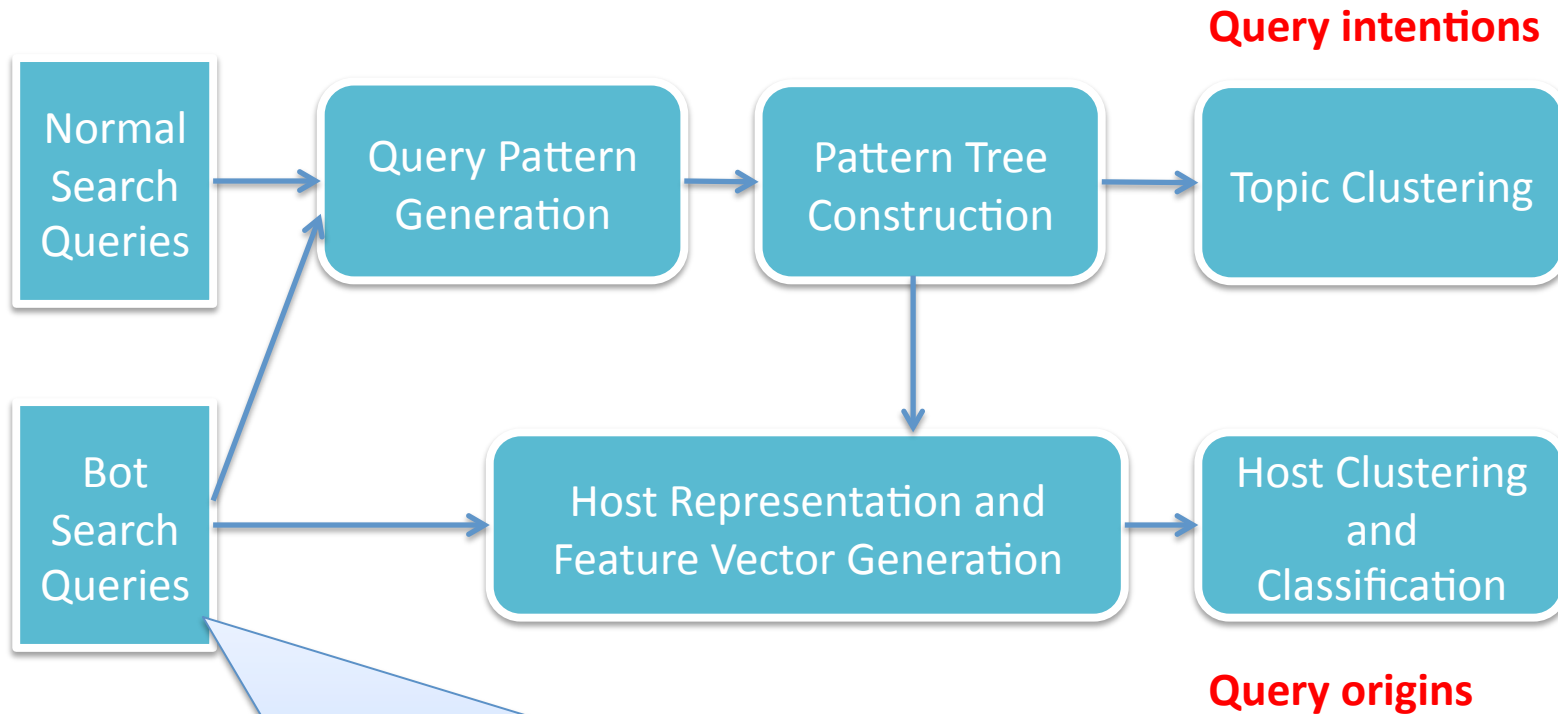 Query intentions
Normal
Search
Queries
Query Pattern
Generation
Pattern Tree
Construction
Topic Clustering
Bot
Search
Queries
Host Representation and
Feature Vector Generation
Host Clustering
and
Classification
Query origins